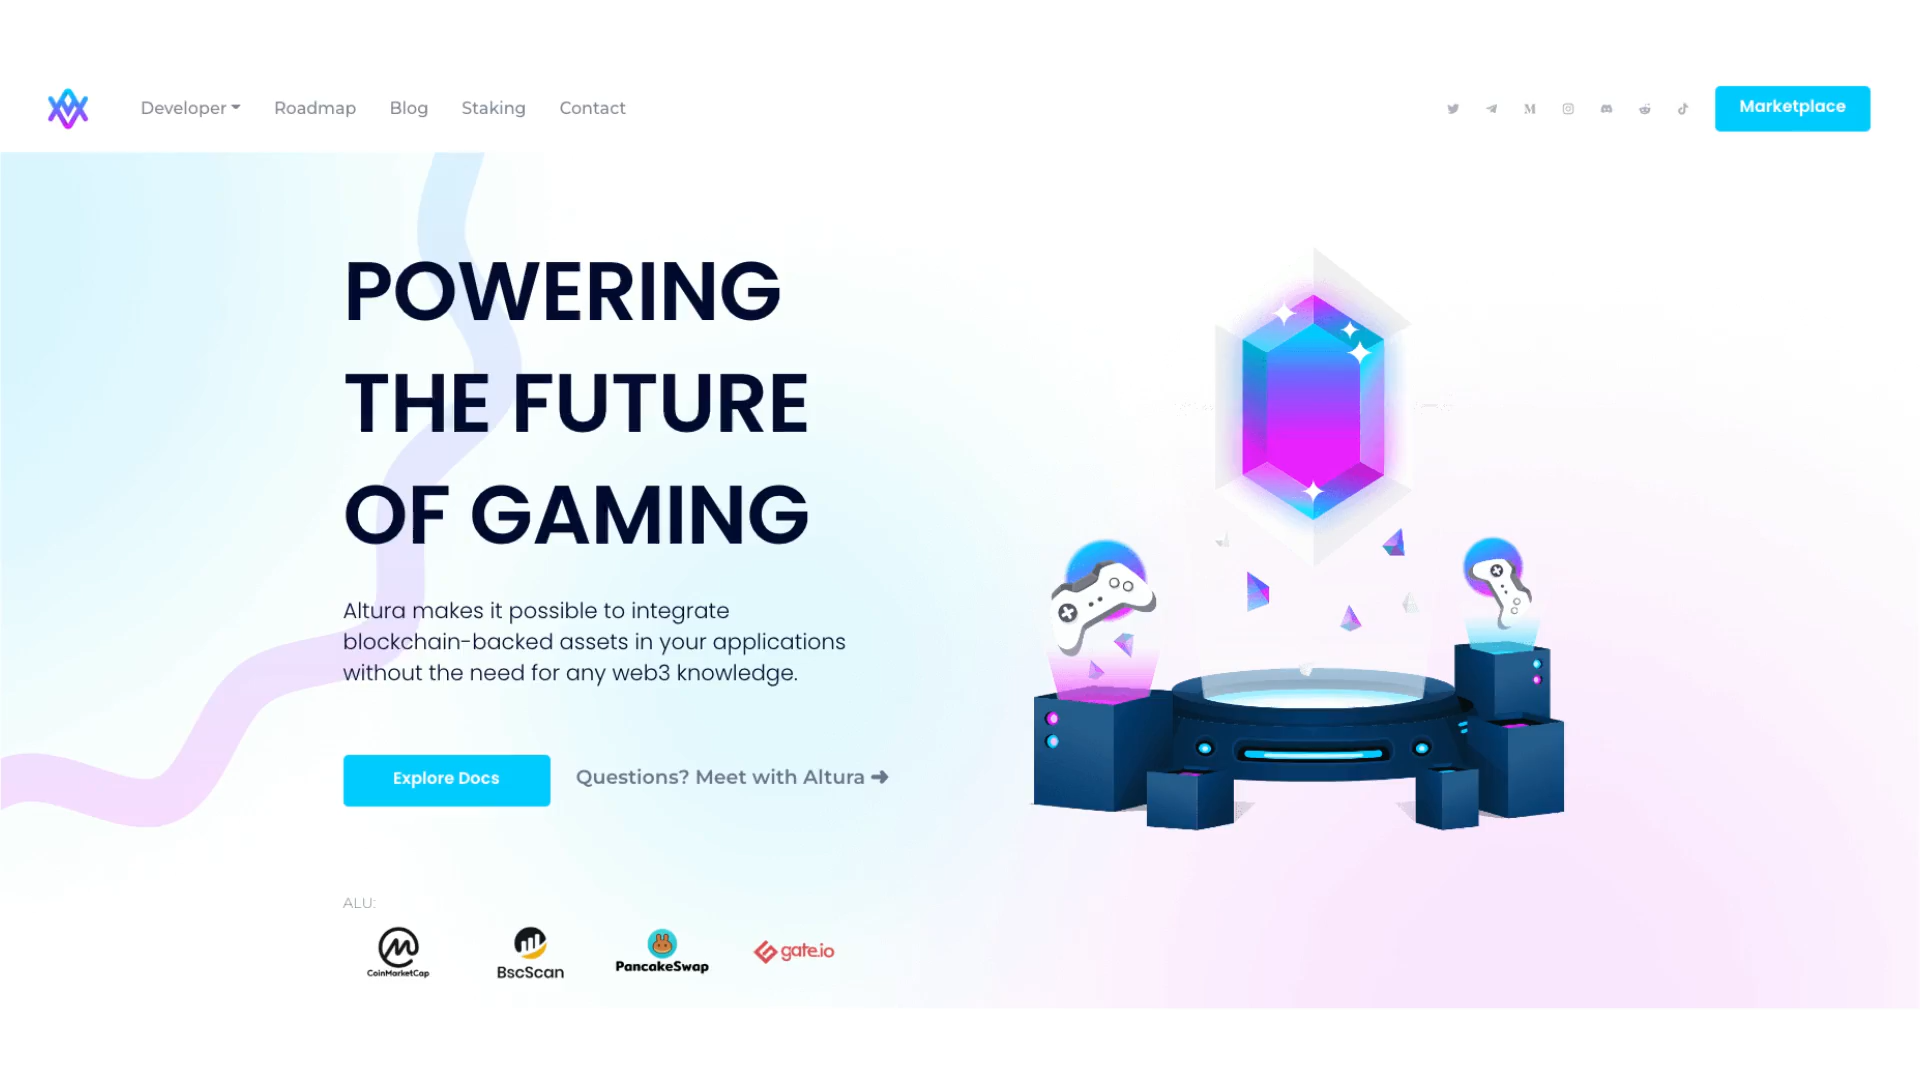 Developer Roadmap Blog Staking Contact Marketplace
POWERING
THE FUTURE
OF GAMING
Altura makes it possible to integrate
blockchain-backed assets in your applications
without the need for any web3 knowledge.
Explore Docs Questions? Meet with Altura ➜
ALU:
CoinMarketCap BscScan PancakeSwap gate.io